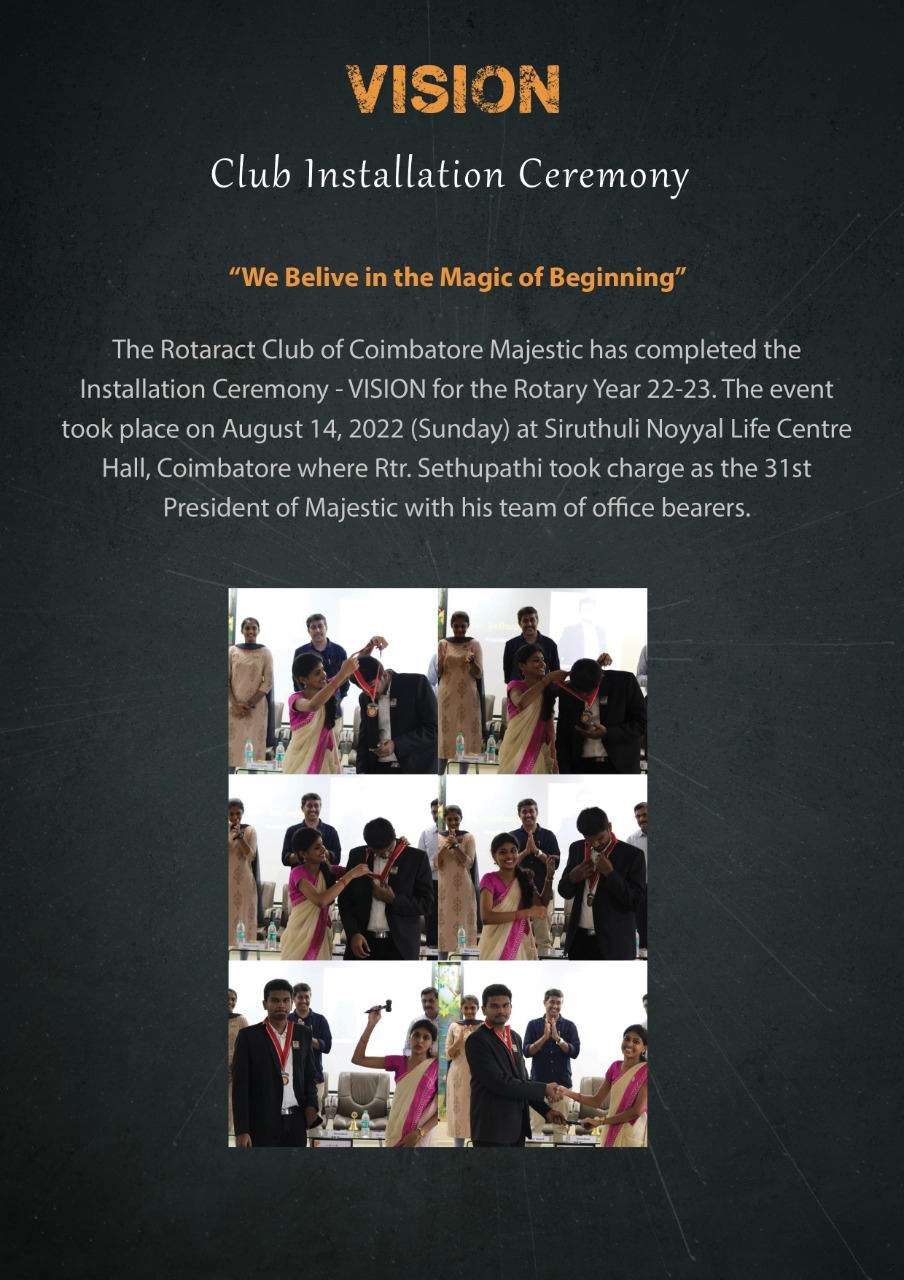 VISION
Club Installation Ceremony
“We Belive in the Magic of Beginning”
The Rotaract Club of Coimbatore Majestic has completed the
Installation Ceremony - VISION for the Rotary Year 22-23. The event
took place on August 14, 2022 (Sunday) at Siruthuli Noyyal Life Centre
Hall, Coimbatore where Rtr. Sethupathi took charge as the 31st
President of Majestic with his team of office bearers.